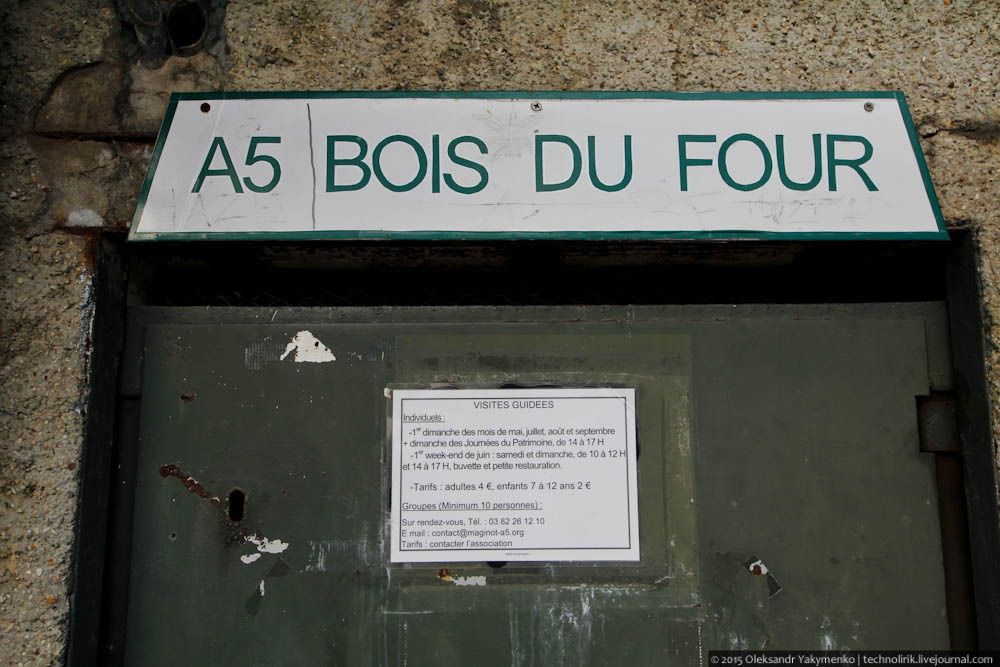 A5 BOIS DU FOUR
VISITES GUIDEES
Individuels :
-1er dimanche des mois de mai, juillet, août et septembre
+ dimanche des Journées du Patrimoine, de 14 à 17 H
-1er week-end de juin : samedi et dimanche, de 10 à 12 H
et 14 à 17 H, buvette et petite restauration.
-Tarifs : adultes 4 €, enfants 7 à 12 ans 2 €
Groupes (Minimum 10 personnes) :
Sur rendez-vous, Tél. : 03 82 26 12 10
E mail : contact@maginot-a5.org
Tarifs : contacter l'association
© 2015 Oleksandr Yakymenko | technolirik.livejournal.com